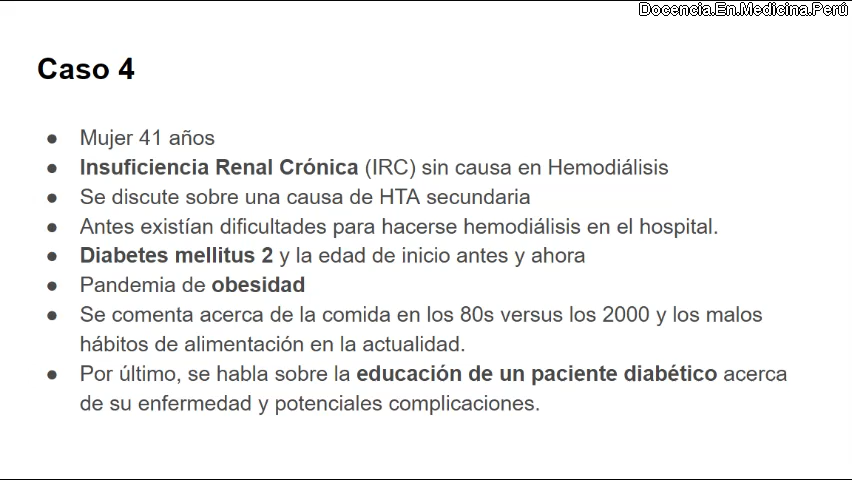 Docencia.En.Medicina.Perú
Caso 4
● Mujer 41 años
● Insuficiencia Renal Crónica (IRC) sin causa en Hemodiálisis
● Se discute sobre una causa de HTA secundaria
● Antes existían dificultades para hacerse hemodiálisis en el hospital.
● Diabetes mellitus 2 y la edad de inicio antes y ahora
● Pandemia de obesidad
● Se comenta acerca de la comida en los 80s versus los 2000 y los malos
hábitos de alimentación en la actualidad.
● Por último, se habla sobre la educación de un paciente diabético acerca
de su enfermedad y potenciales complicaciones.